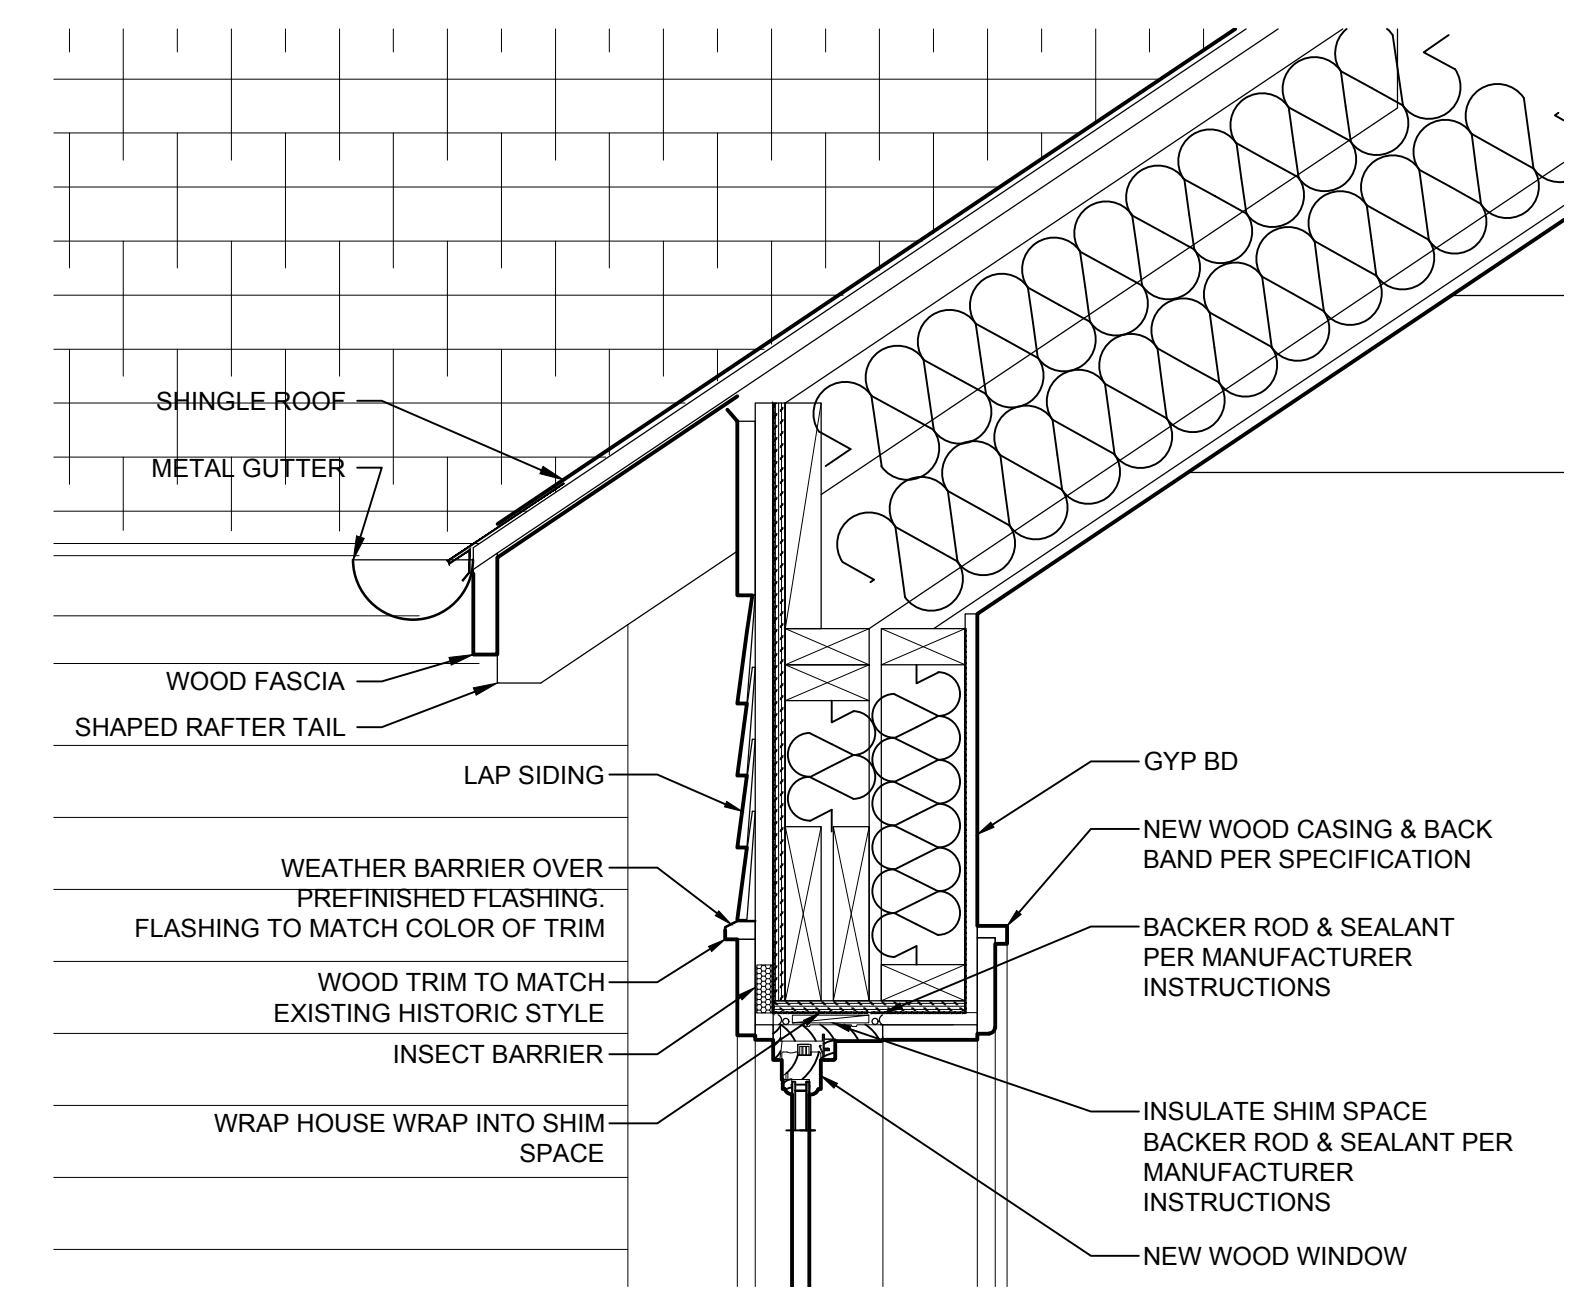 SHINGLE ROOF
METAL GUTTER
WOOD FASCIA
SHAPED RAFTER TAIL
LAP SIDING
WEATHER BARRIER OVER
PREFINISHED FLASHING.
FLASHING TO MATCH COLOR OF TRIM
WOOD TRIM TO MATCH
EXISTING HISTORIC STYLE
INSECT BARRIER
WRAP HOUSE WRAP INTO SHIM
SPACE
GYP BD
NEW WOOD CASING & BACK
BAND PER SPECIFICATION
BACKER ROD & SEALANT
PER MANUFACTURER
INSTRUCTIONS
INSULATE SHIM SPACE
BACKER ROD & SEALANT PER
MANUFACTURER
INSTRUCTIONS
NEW WOOD WINDOW